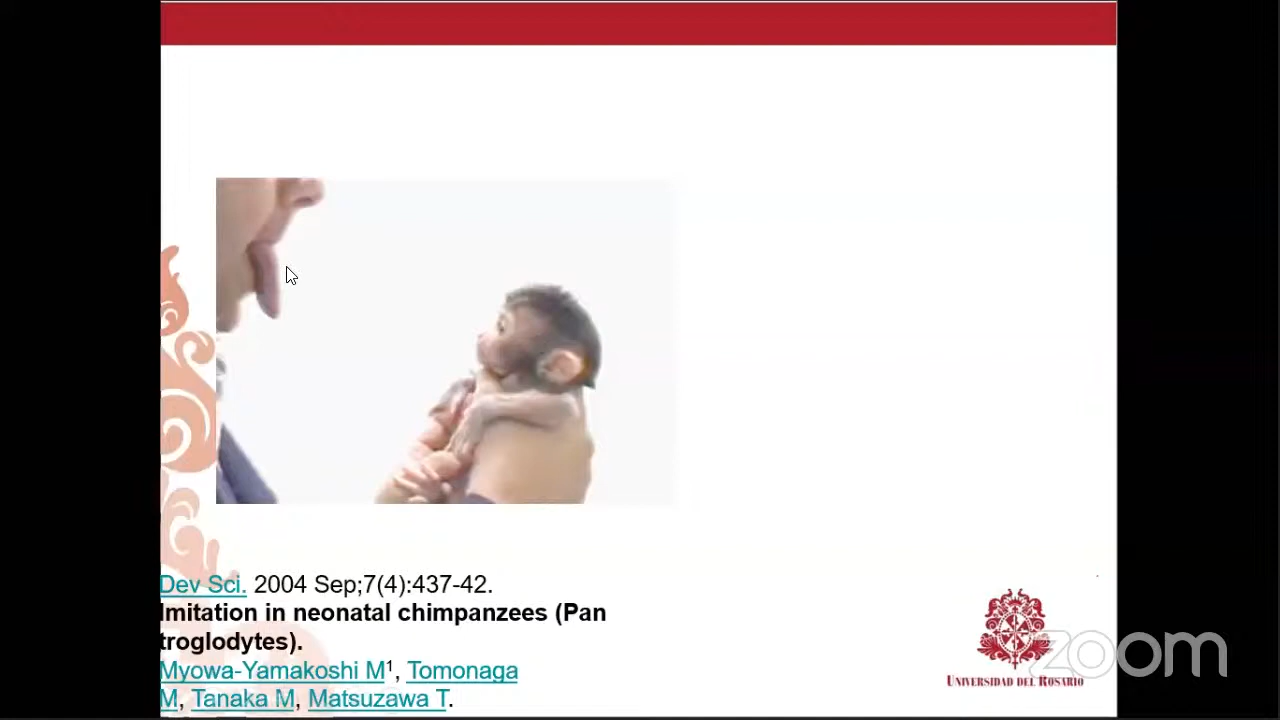 Dev Sci. 2004 Sep;7(4):437-42.
Imitation in neonatal chimpanzees (Pan
troglodytes).
Myowa-Yamakoshi M¹, Tomonaga
M, Tanaka M, Matsuzawa T.
UNIVERSIDAD DEL ROSARIO
zoom